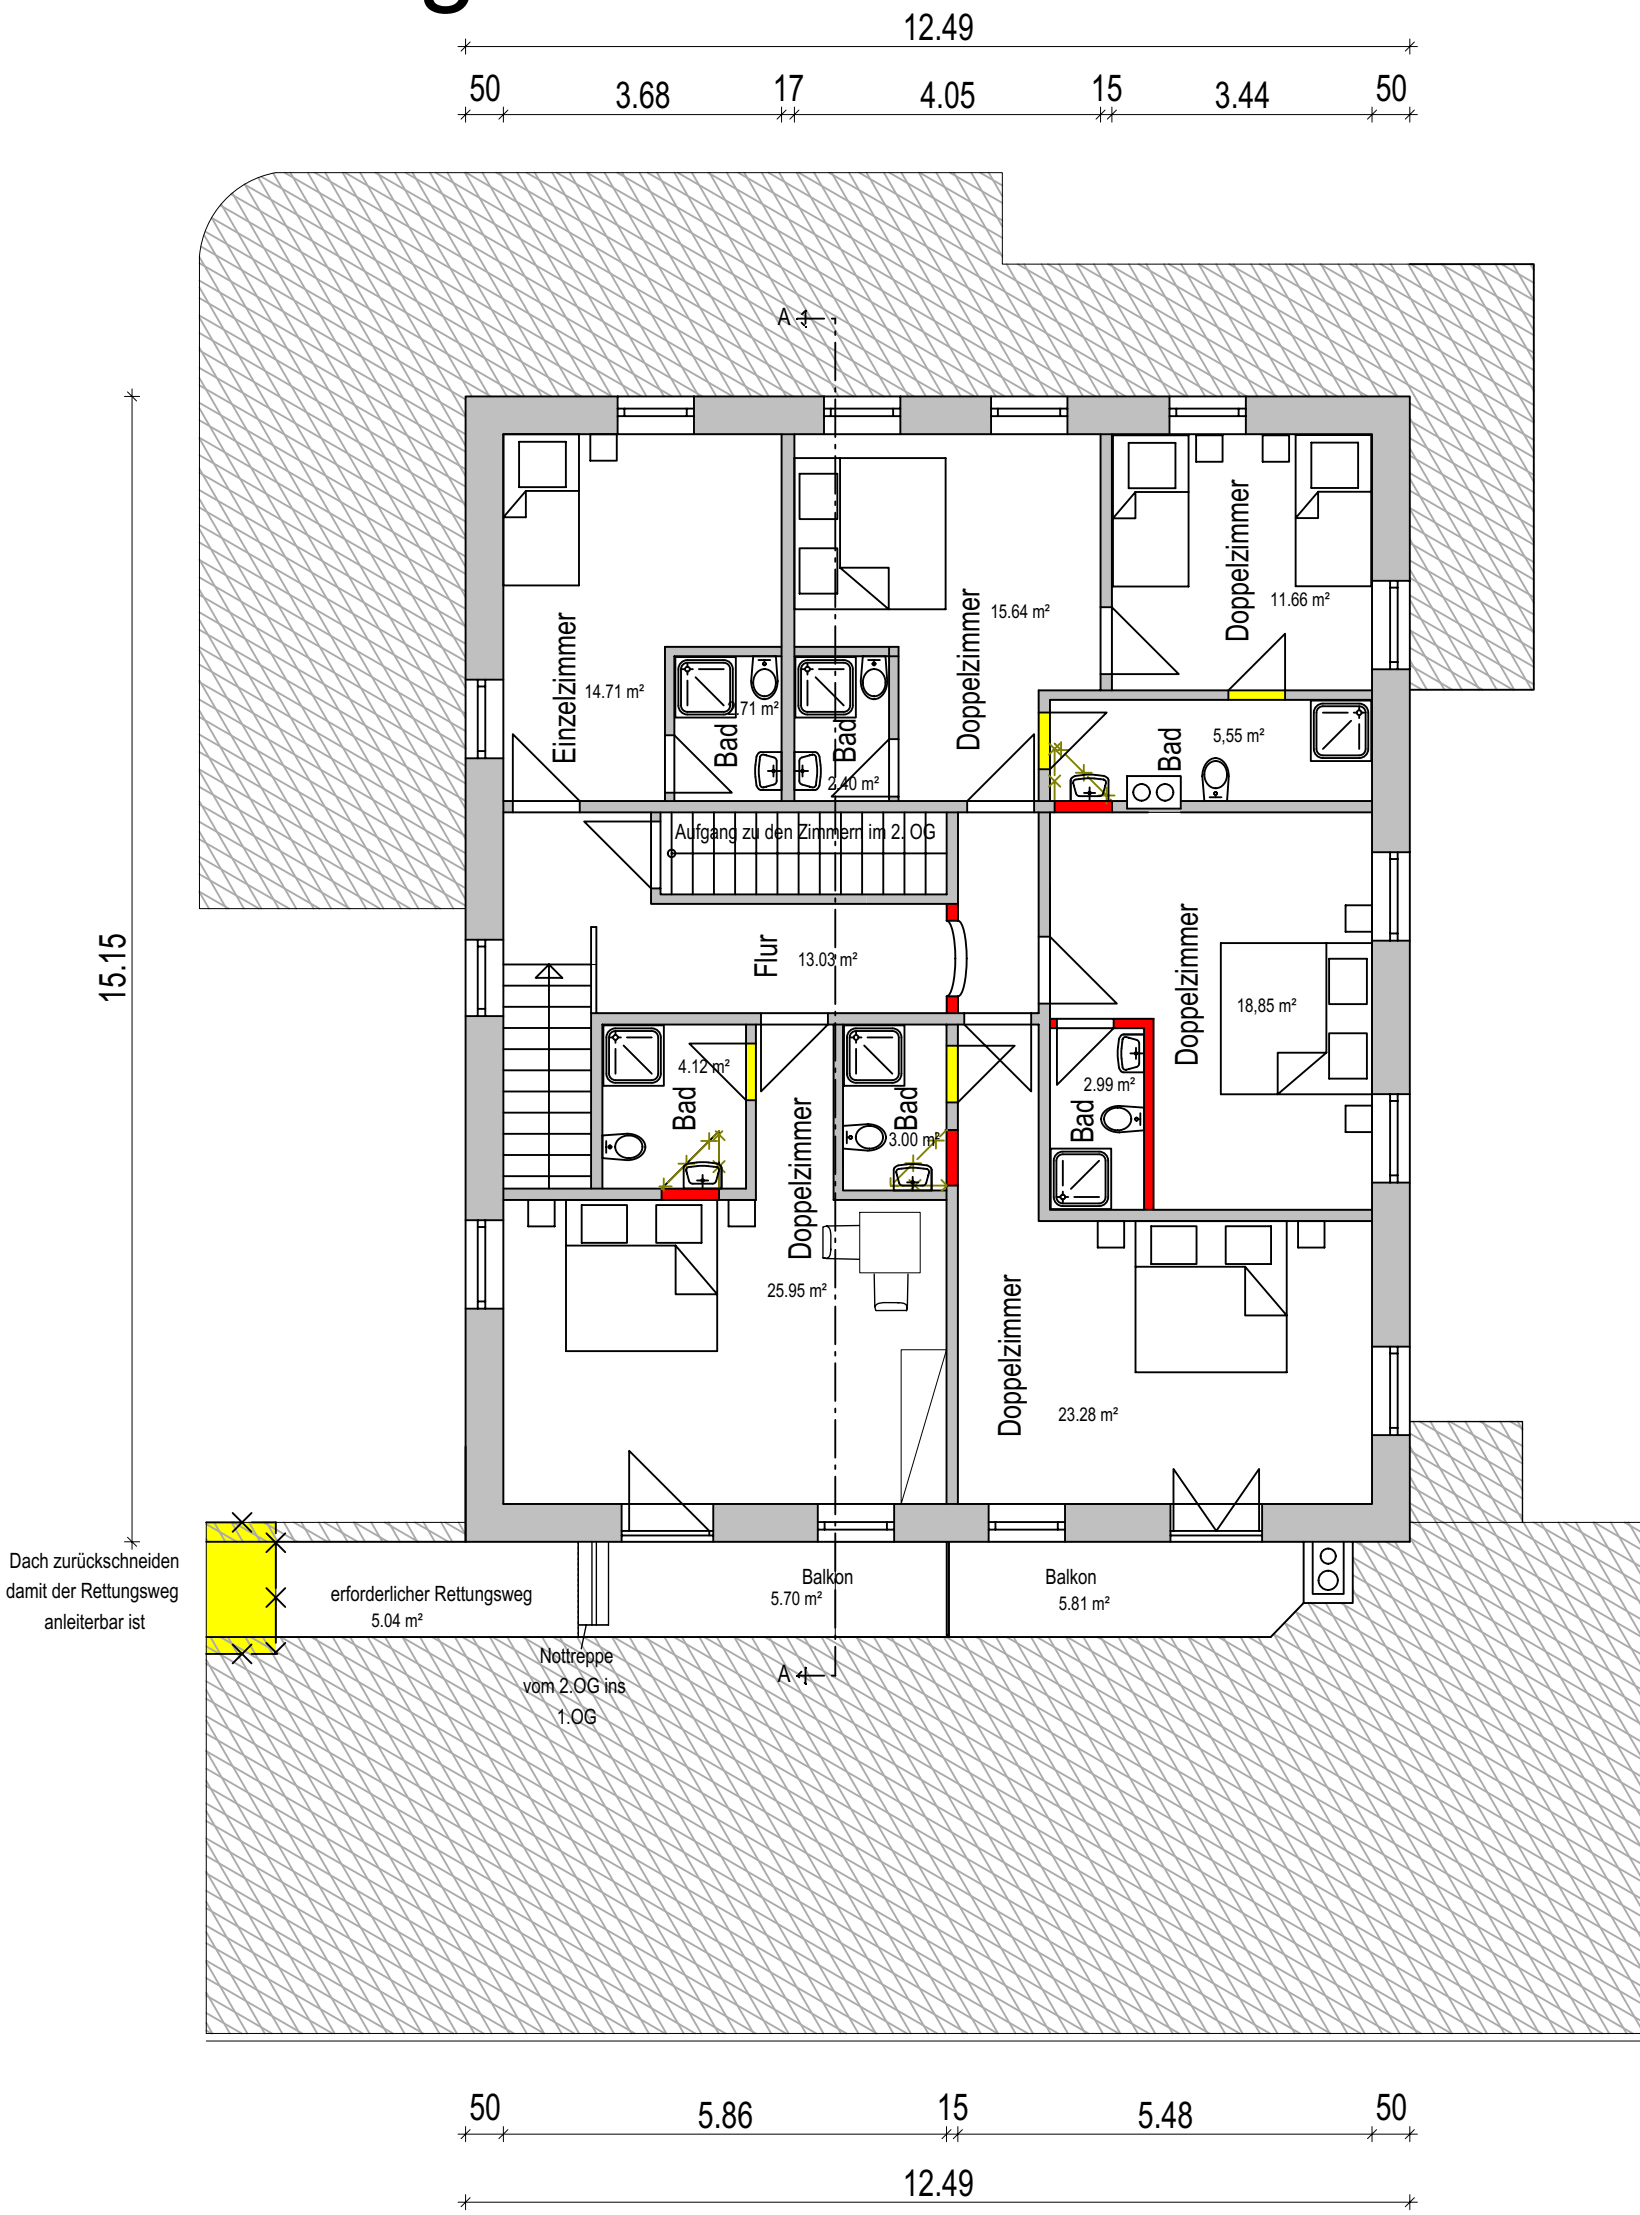 g
12.49
50 3.68 17 4.05 15 3.44 50
A
15.15
Einzelzimmer
14.71 m²
Bad
2.71 m²
Bad
2.40 m²
Doppelzimmer
15.64 m²
Doppelzimmer
11.66 m²
Bad
5,55 m²
Aufgang zu den Zimmern im 2. OG
Flur
13.03 m²
Doppelzimmer
18,85 m²
4.12 m²
Bad
Doppelzimmer
25.95 m²
Bad
3.00 m²
2.99 m²
Bad
Doppelzimmer
23.28 m²
Dach zurückschneiden
damit der Rettungsweg
anleiterbar ist
erforderlicher Rettungsweg
5.04 m²
Balkon
5.70 m²
Balkon
5.81 m²
Nottreppe
vom 2.OG ins
1.OG
A
50 5.86 15 5.48 50
12.49